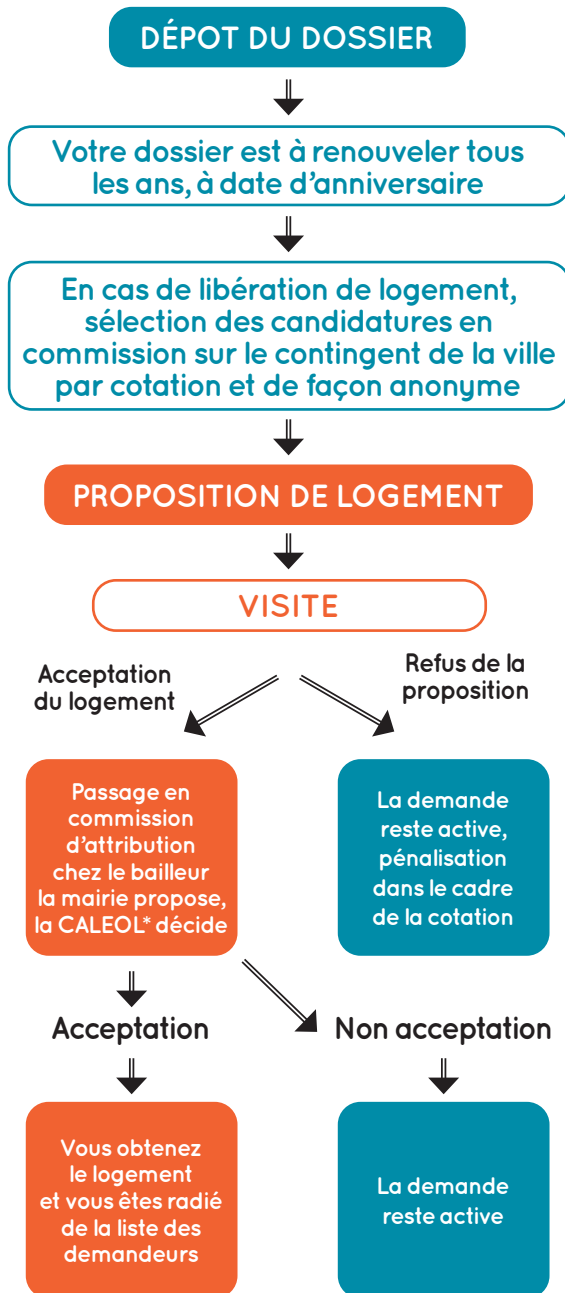 DÉPOT DU DOSSIER
Votre dossier est à renouveler tous
les ans, à date d'anniversaire
En cas de libération de logement,
sélection des candidatures en
commission sur le contingent de la ville
par cotation et de façon anonyme
PROPOSITION DE LOGEMENT
VISITE
Acceptation
du logement
Refus de la
proposition
Passage en
commission
d'attribution
chez le bailleur
la mairie propose,
la CALEOL* décide
La demande
reste active,
pénalisation
dans le cadre
de la cotation
Acceptation
Non acceptation
Vous obtenez
le logement
et vous êtes radié
de la liste des
demandeurs
La demande
reste active